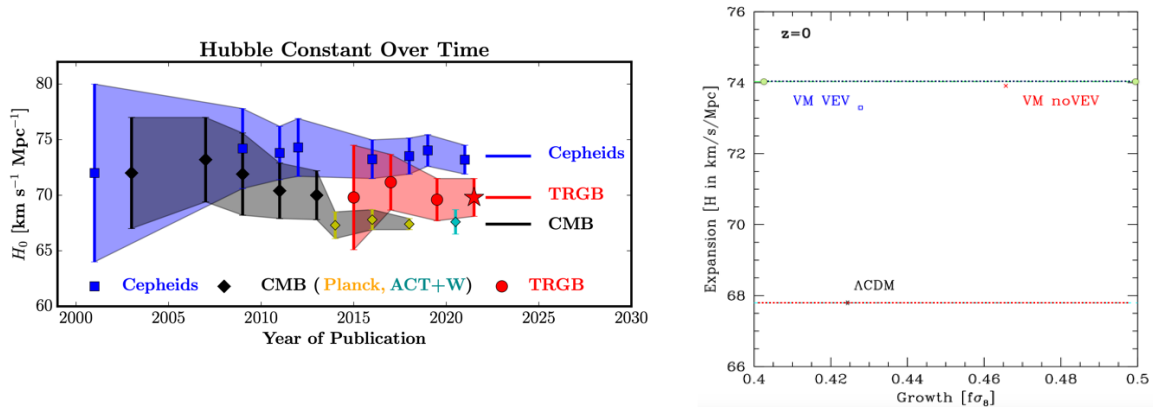 Hubble Constant Over Time
80
75
70
65
60
H₀ [km s⁻¹ Mpc⁻¹]
Cepheids
TRGB
CMB
Cepheids CMB (Planck, ACT+W) TRGB
2000 2005 2010 2015 2020 2025 2030
Year of Publication
76
74
72
70
68
66
Expansion [H in km/s/Mpc]
z=0
VM VEV VM noVEV
ΛCDM
0.4 0.42 0.44 0.46 0.48 0.5
Growth [fσ₈]